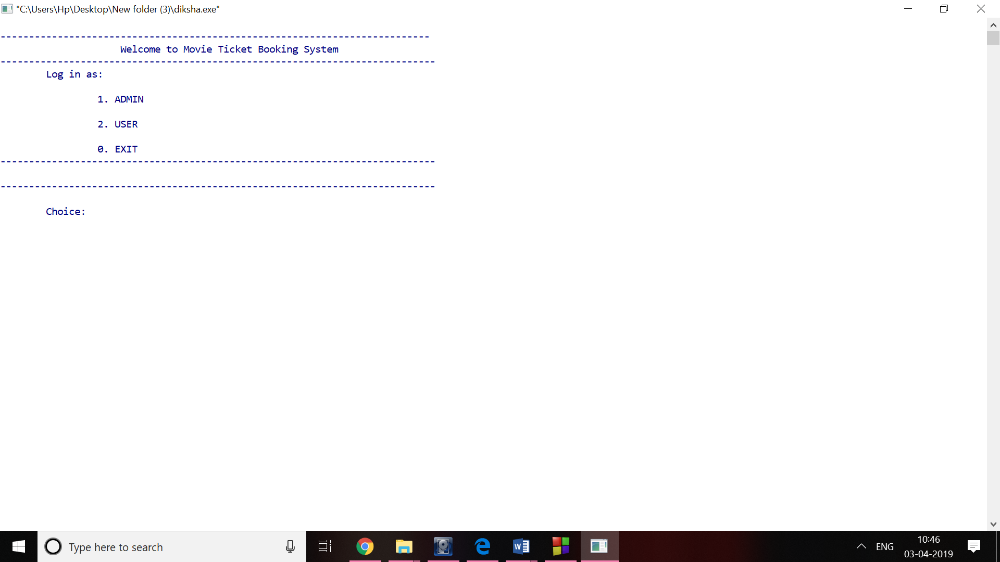 "C:\Users\Hp\Desktop\New folder (3)\diksha.exe"
---------------------------------------------------------------------------
Welcome to Movie Ticket Booking System
----------------------------------------------------------------------------
Log in as:
1. ADMIN
2. USER
0. EXIT
----------------------------------------------------------------------------
----------------------------------------------------------------------------
Choice:
Type here to search
ENG
10:46
03-04-2019